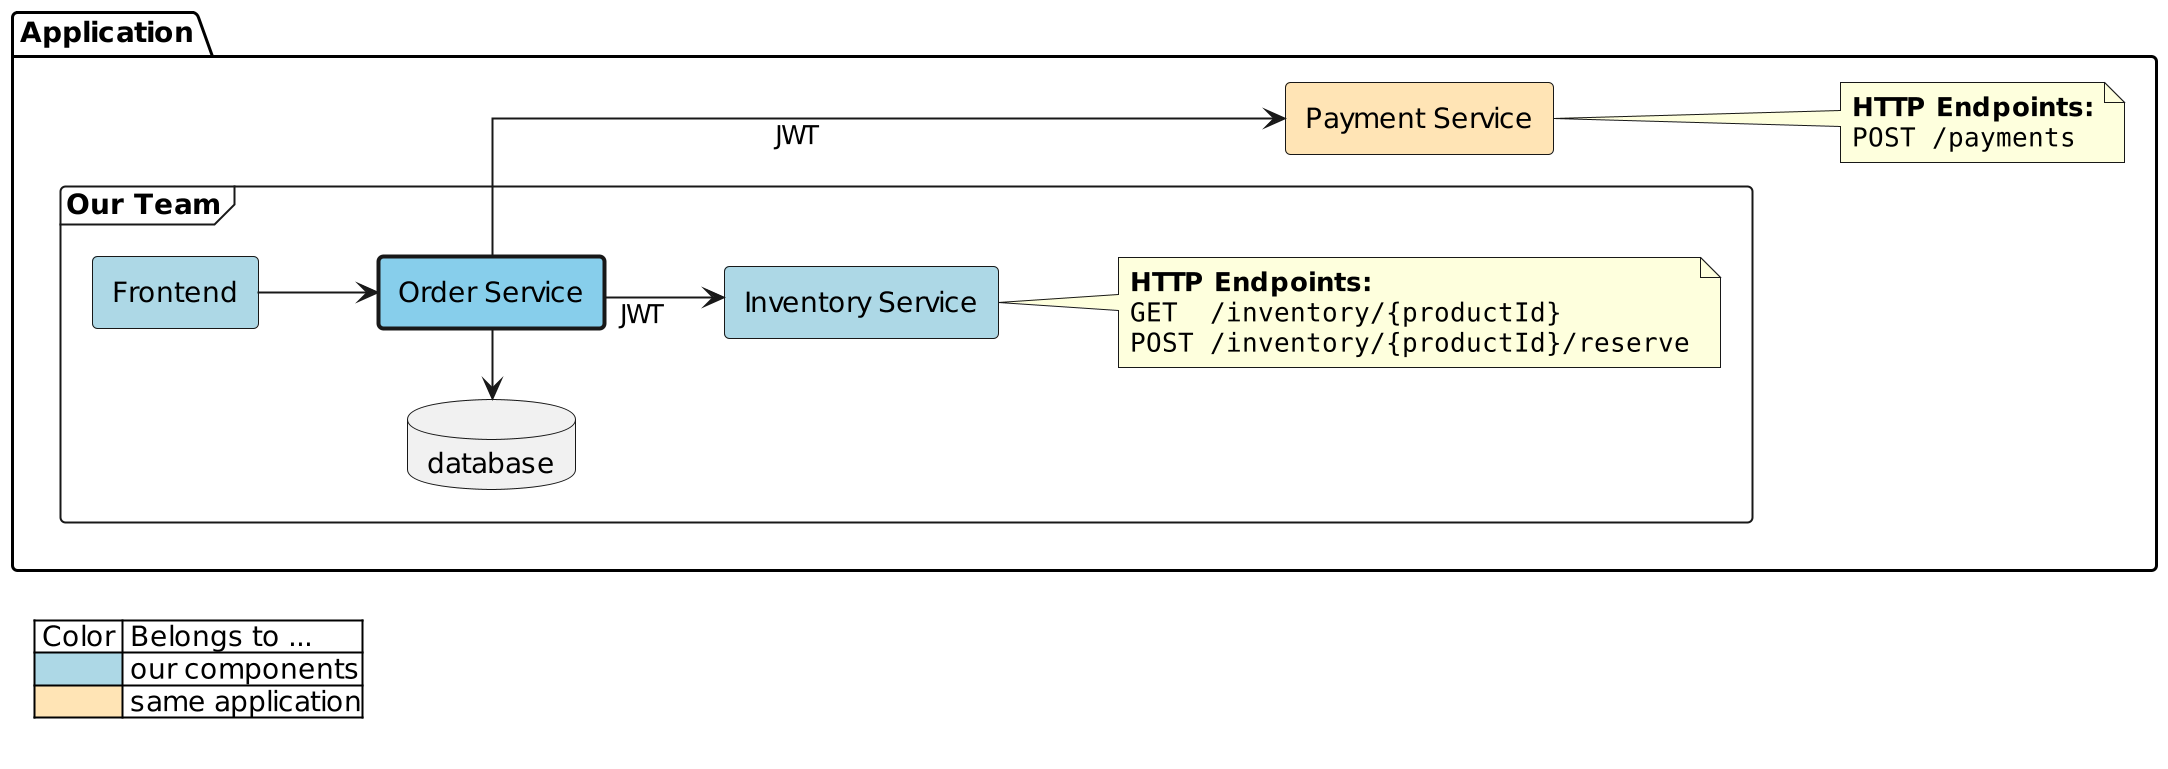 Application
Payment Service
HTTP Endpoints:
POST /payments
JWT
Our Team
Frontend
Order Service
JWT
Inventory Service
HTTP Endpoints:
GET  /inventory/{productId}
POST /inventory/{productId}/reserve
database
Color Belongs to ...
our components
same application